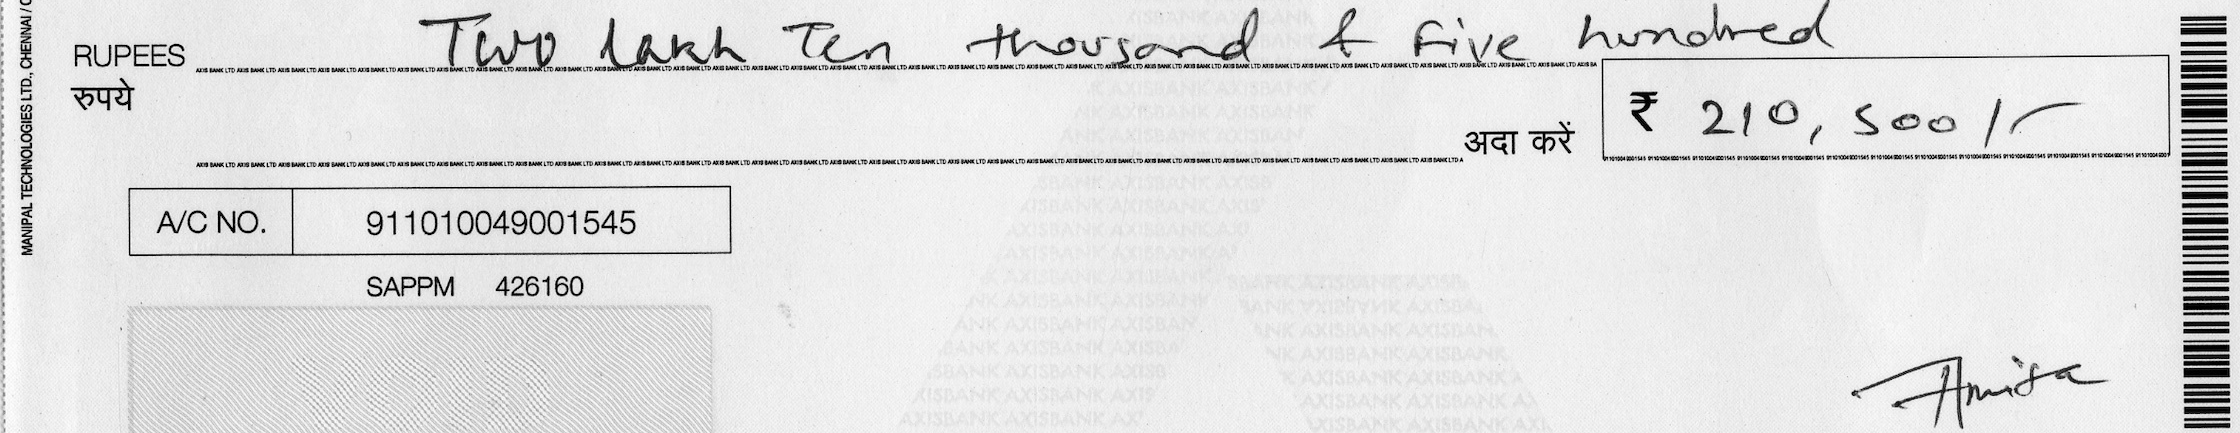 MANIPAL TECHNOLOGIES LTD., CHENNAI /
RUPEES Two lakh Ten thousand & five hundred
रुपये
अदा करें ₹ 210,500/-
A/C NO. 911010049001545
SAPPM 426160
Amita